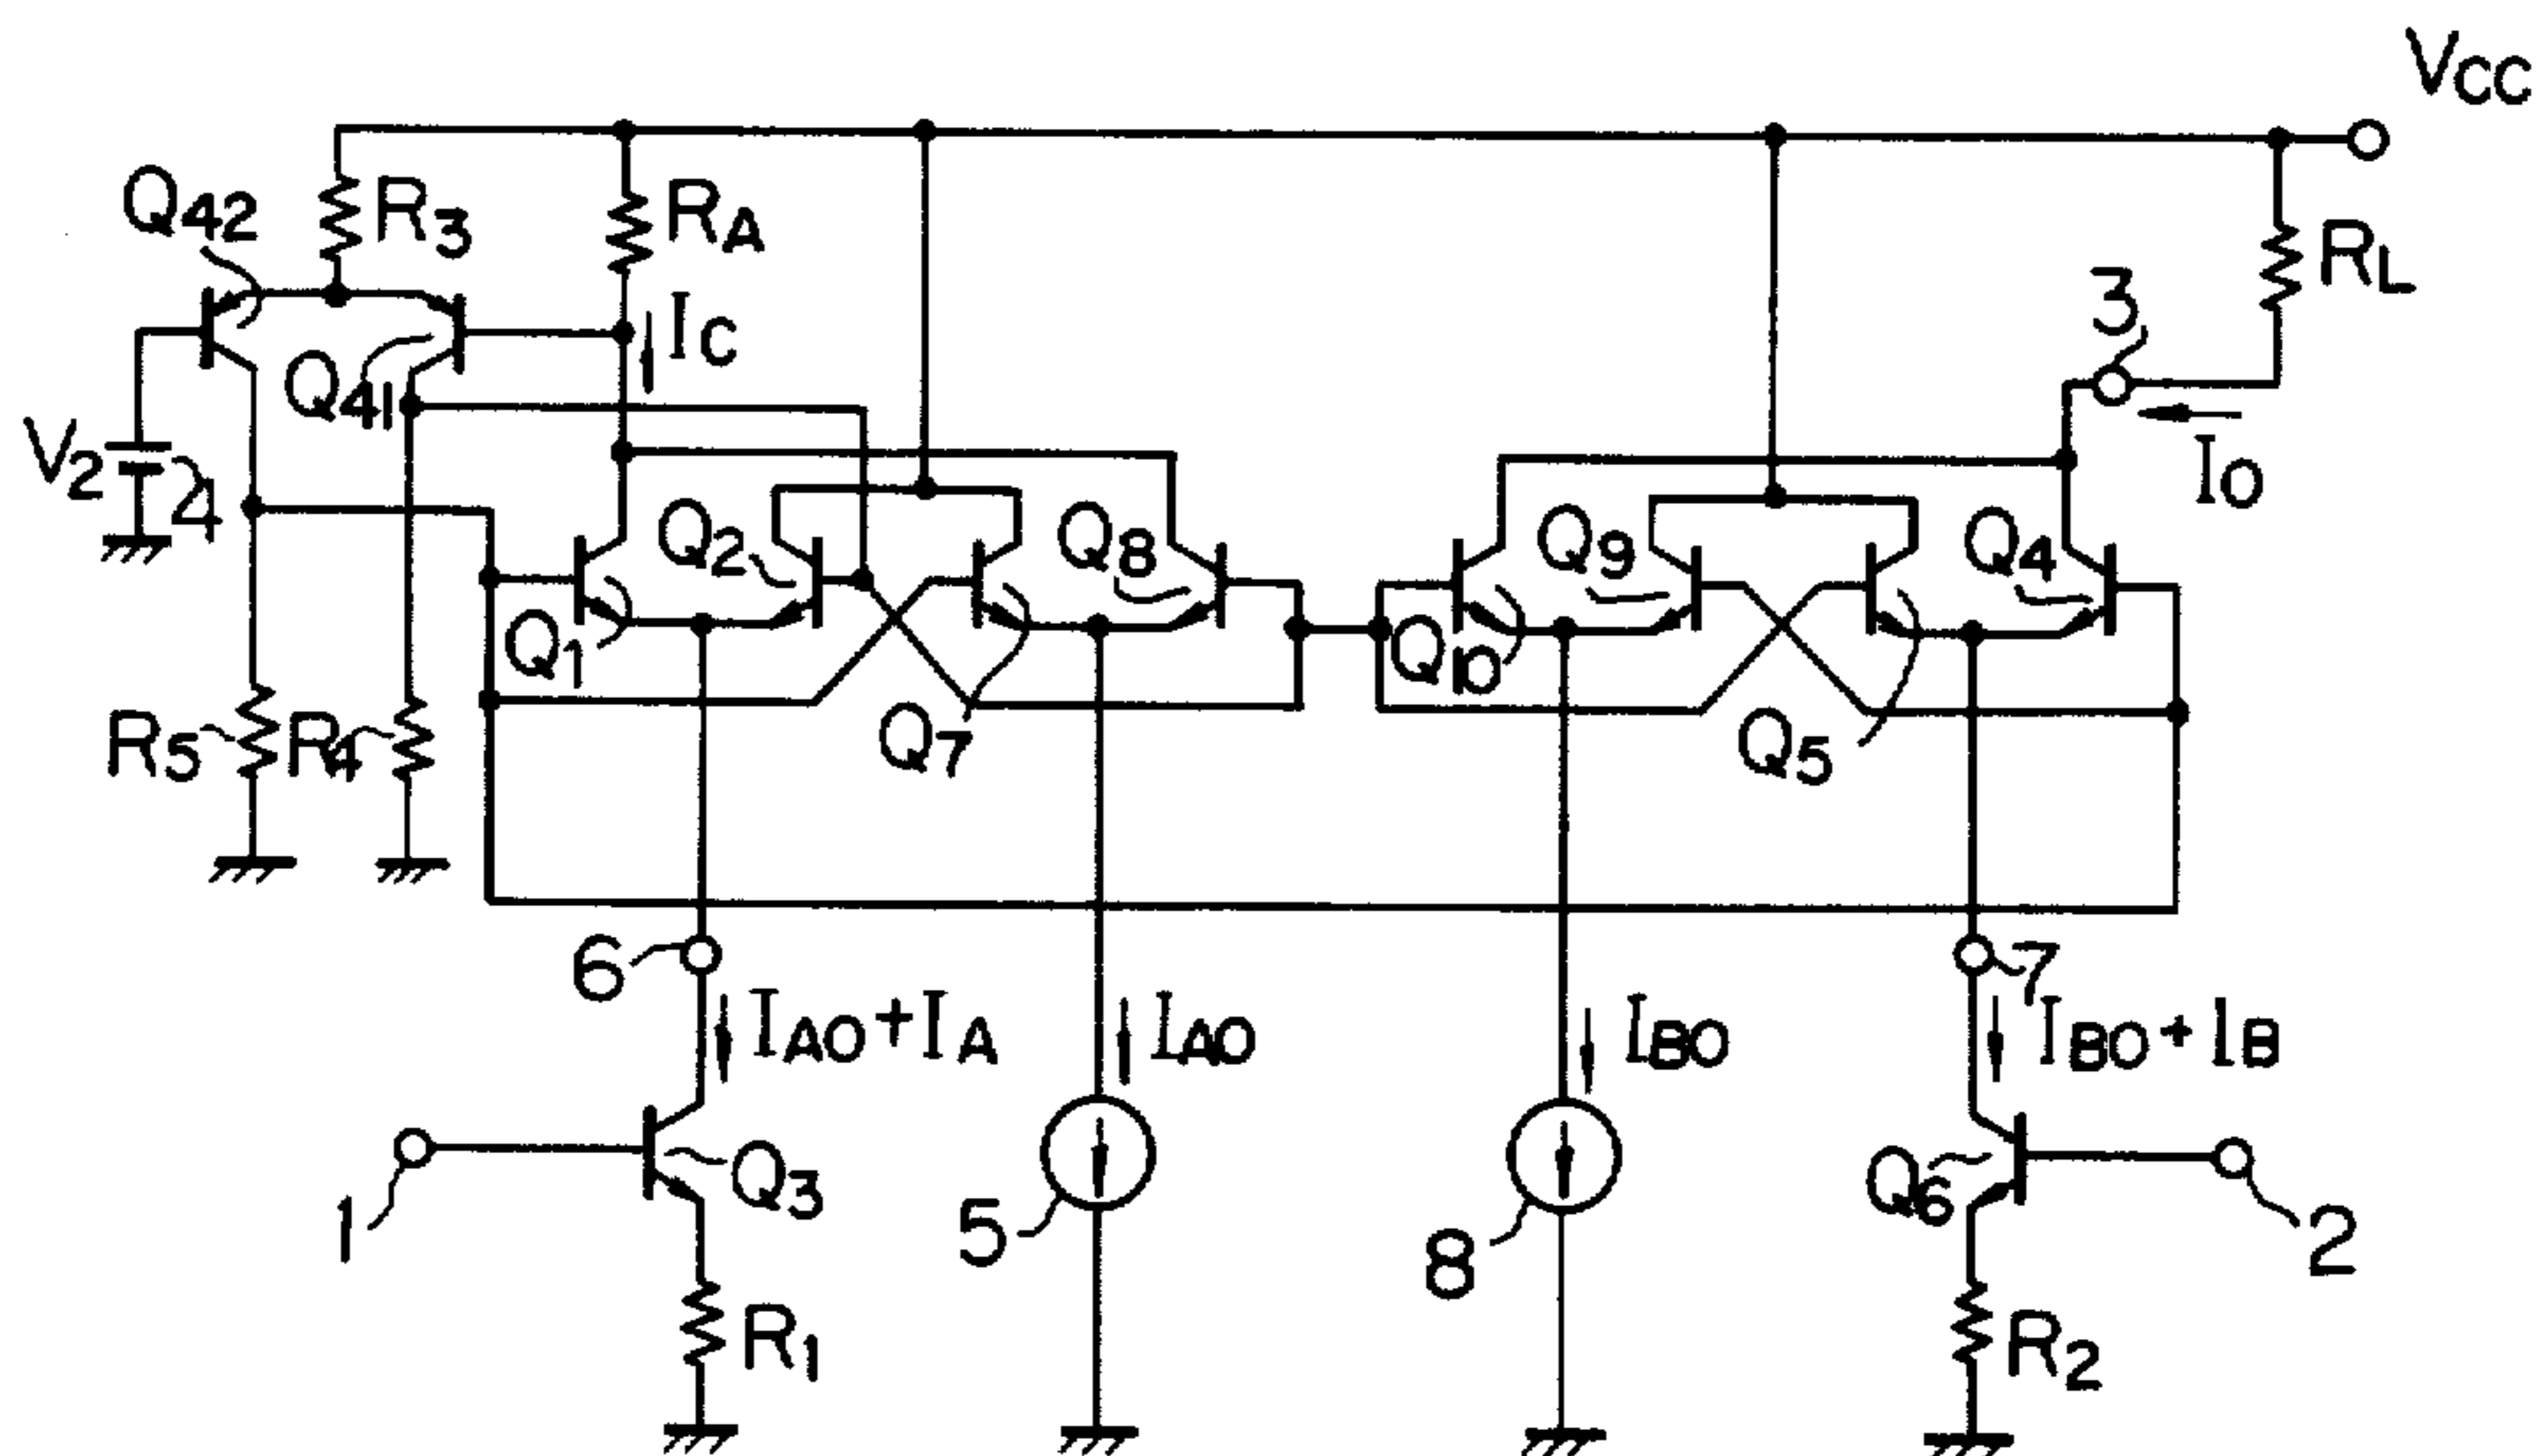 VCC
Q42
R3
RA
RL
3
IC
Q41
V2
4
IO
Q2
Q8
Q9
Q4
Q1
Q10
R5
R4
Q7
Q5
6
7
IAO+IA
IAO
IBO
IBO+IB
1
Q3
5
8
Q6
2
R1
R2